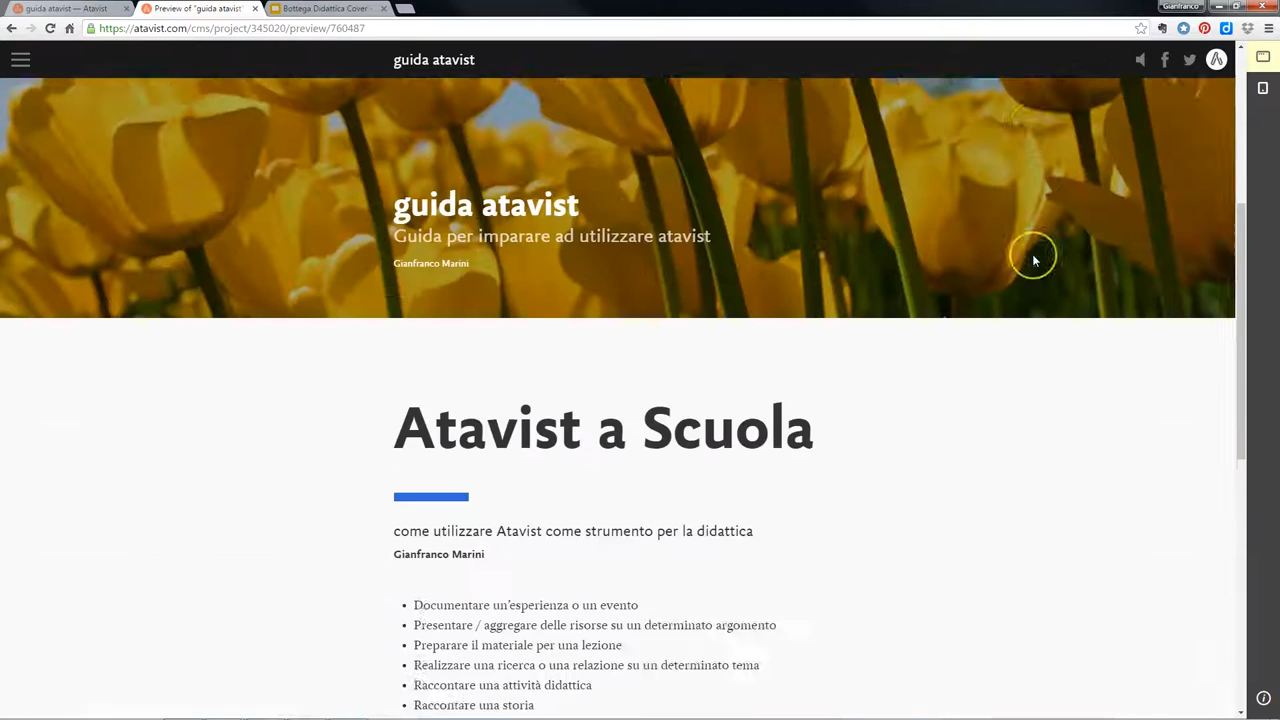 guida atavist — Atavist
Preview of "guida atavist"
Bottega Didattica Cover -
Gianfranco
https://atavist.com/cms/project/345020/preview/760487
guida atavist
guida atavist
Guida per imparare ad utilizzare atavist
Gianfranco Marini
Atavist a Scuola
come utilizzare Atavist come strumento per la didattica
Gianfranco Marini
• Documentare un'esperienza o un evento
• Presentare / aggregare delle risorse su un determinato argomento
• Preparare il materiale per una lezione
• Realizzare una ricerca o una relazione su un determinato tema
• Raccontare una attività didattica
• Raccontare una storia